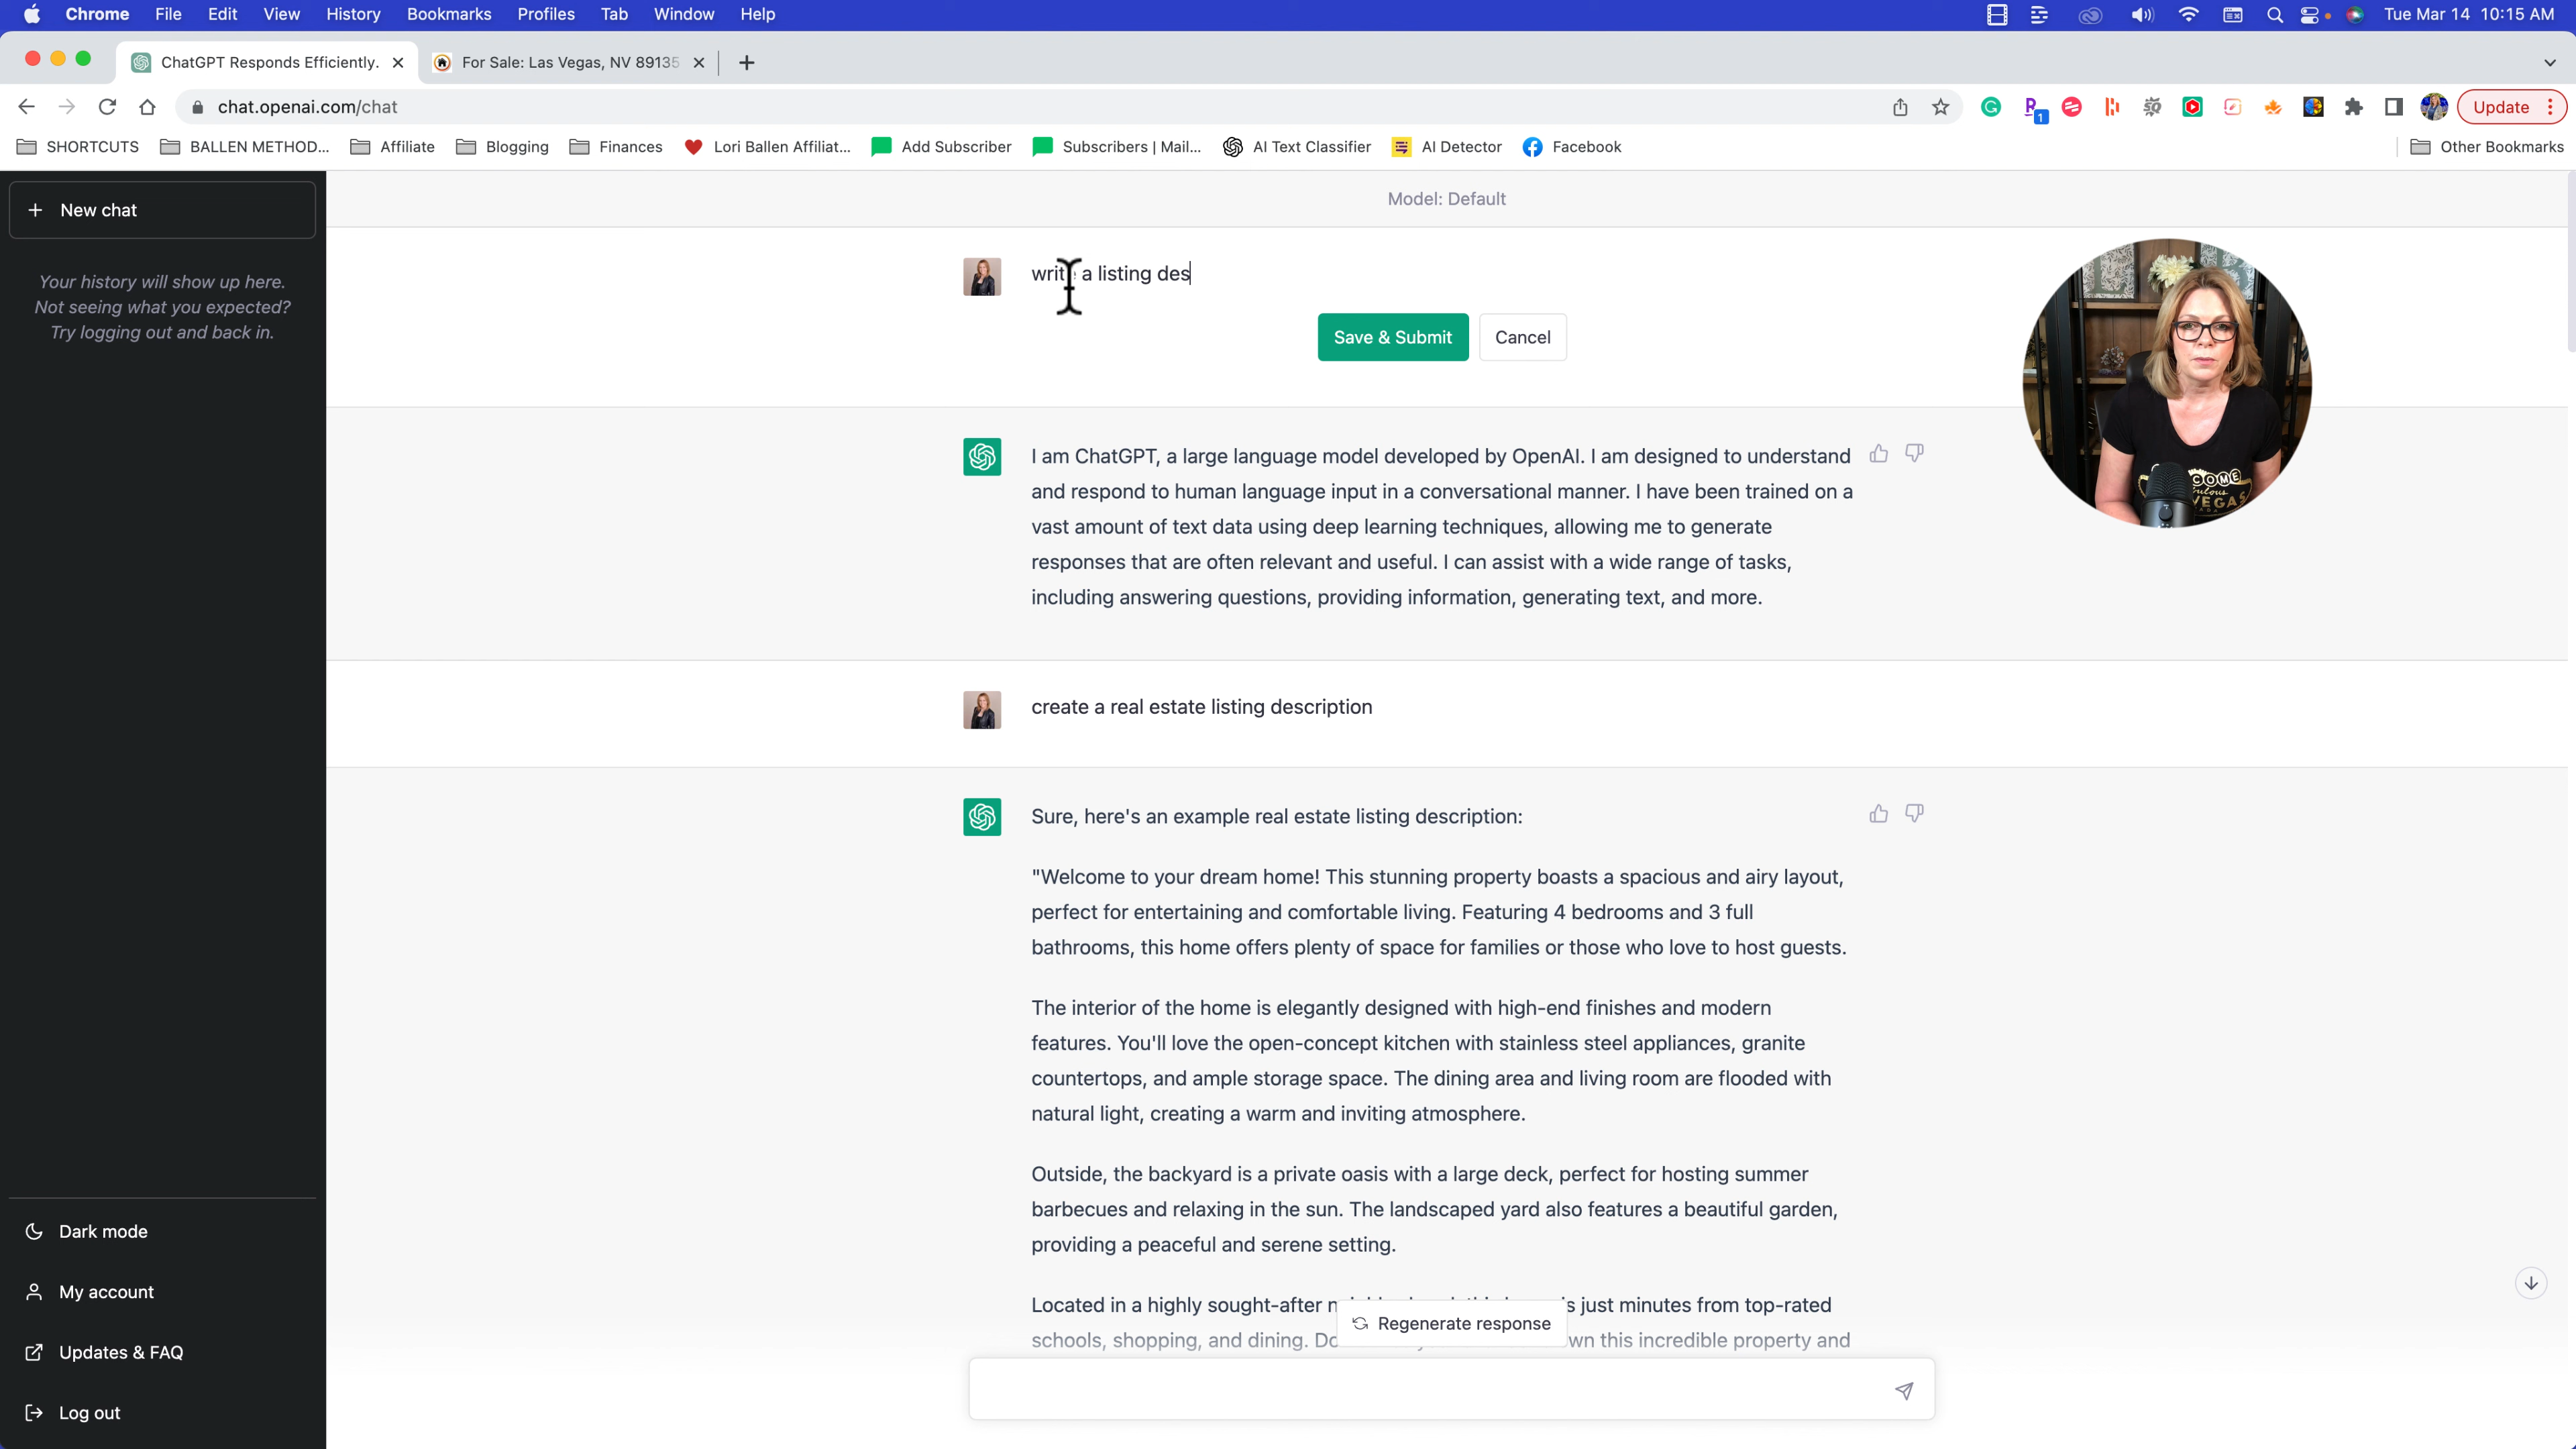 Chrome File Edit View History Bookmarks Profiles Tab Window Help Tue Mar 14 10:15 AM
ChatGPT Responds Efficiently. For Sale: Las Vegas, NV 89135
chat.openai.com/chat 1 Update
SHORTCUTS BALLEN METHOD... Affiliate Blogging Finances Lori Ballen Affiliat... Add Subscriber Subscribers | Mail... AI Text Classifier AI Detector Facebook Other Bookmarks
New chat
Your history will show up here.
Not seeing what you expected?
Try logging out and back in.
Dark mode
My account
Updates & FAQ
Log out
Model: Default
write a listing des
Save & Submit Cancel
I am ChatGPT, a large language model developed by OpenAI. I am designed to understand
and respond to human language input in a conversational manner. I have been trained on a
vast amount of text data using deep learning techniques, allowing me to generate
responses that are often relevant and useful. I can assist with a wide range of tasks,
including answering questions, providing information, generating text, and more.
create a real estate listing description
Sure, here's an example real estate listing description:
"Welcome to your dream home! This stunning property boasts a spacious and airy layout,
perfect for entertaining and comfortable living. Featuring 4 bedrooms and 3 full
bathrooms, this home offers plenty of space for families or those who love to host guests.
The interior of the home is elegantly designed with high-end finishes and modern
features. You'll love the open-concept kitchen with stainless steel appliances, granite
countertops, and ample storage space. The dining area and living room are flooded with
natural light, creating a warm and inviting atmosphere.
Outside, the backyard is a private oasis with a large deck, perfect for hosting summer
barbecues and relaxing in the sun. The landscaped yard also features a beautiful garden,
providing a peaceful and serene setting.
Located in a highly sought-after just minutes from top-rated
schools, shopping, and dining. this incredible property and
Regenerate response
VEGAS